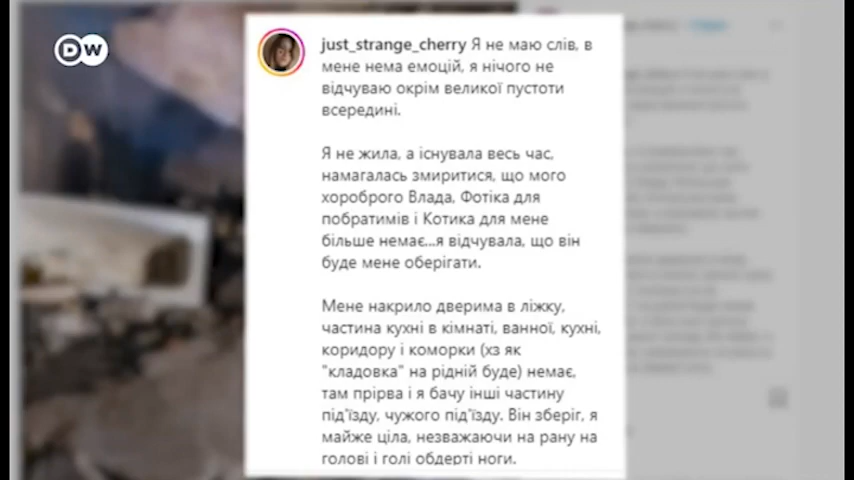 DW
just_strange_cherry Я не маю слів, в
мене нема емоцій, я нічого не
відчуваю окрім великої пустоти
всередині.
Я не жила, а існувала весь час,
намагалась змиритися, що мого
хороброго Влада, Фотіка для
побратимів і Котика для мене
більше немає...я відчувала, що він
буде мене оберігати.
Мене накрило дверима в ліжку,
частина кухні в кімнаті, ванної, кухні,
коридору і коморки (хз як
"кладовка" на рідній буде) немає,
там прірва і я бачу інші частину
під'їзду, чужого під'їзду. Він зберіг, я
майже ціла, незважаючи на рану на
голові і голі обдерті ноги.